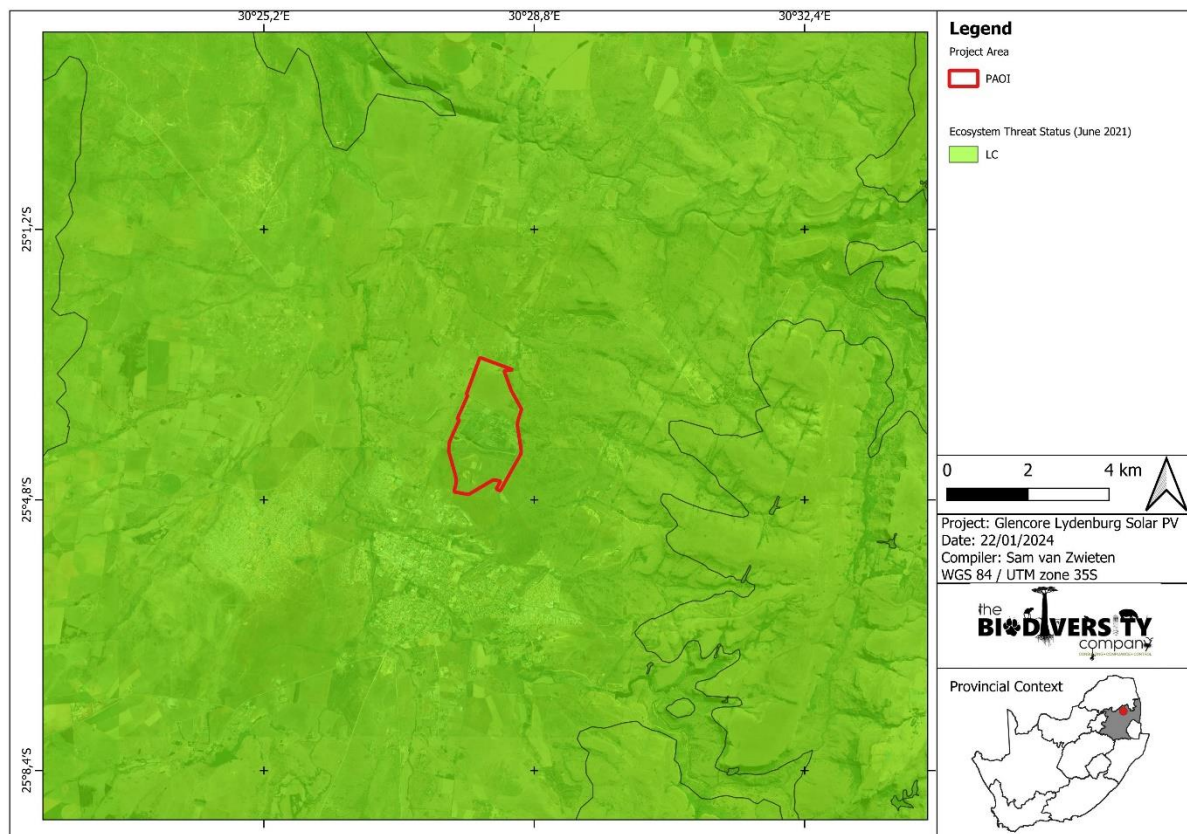 30°25,2'E
30°28,8'E
30°32,4'E
25°1,2'S
25°4,8'S
25°8,4'S
Legend
Project Area
PAOI
Ecosystem Threat Status (June 2021)
LC
0 2 4 km
Project: Glencore Lydenburg Solar PV
Date: 22/01/2024
Compiler: Sam van Zwieten
WGS 84 / UTM zone 35S
the
BIODIVERSITY
company
Provincial Context